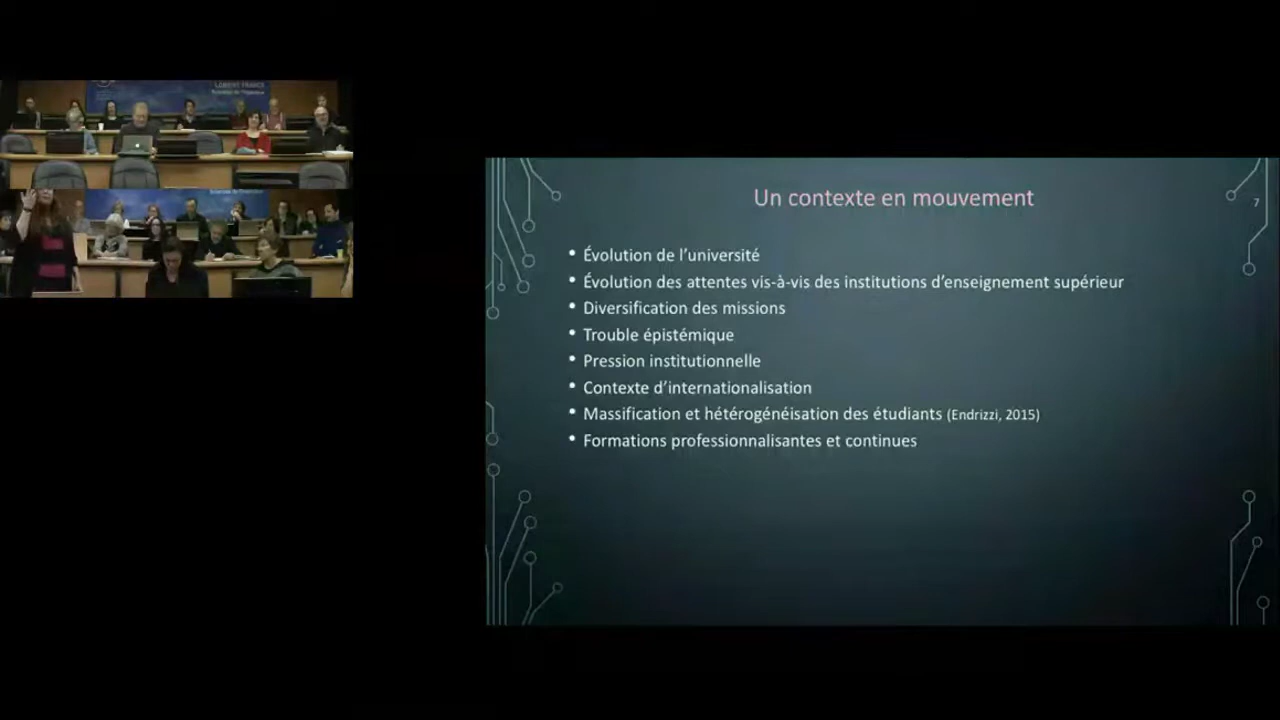 Un contexte en mouvement
7
• Évolution de l’université
• Évolution des attentes vis-à-vis des institutions d’enseignement supérieur
• Diversification des missions
• Trouble épistémique
• Pression institutionnelle
• Contexte d’internationalisation
• Massification et hétérogénéisation des étudiants (Endrizzi, 2015)
• Formations professionnalisantes et continues